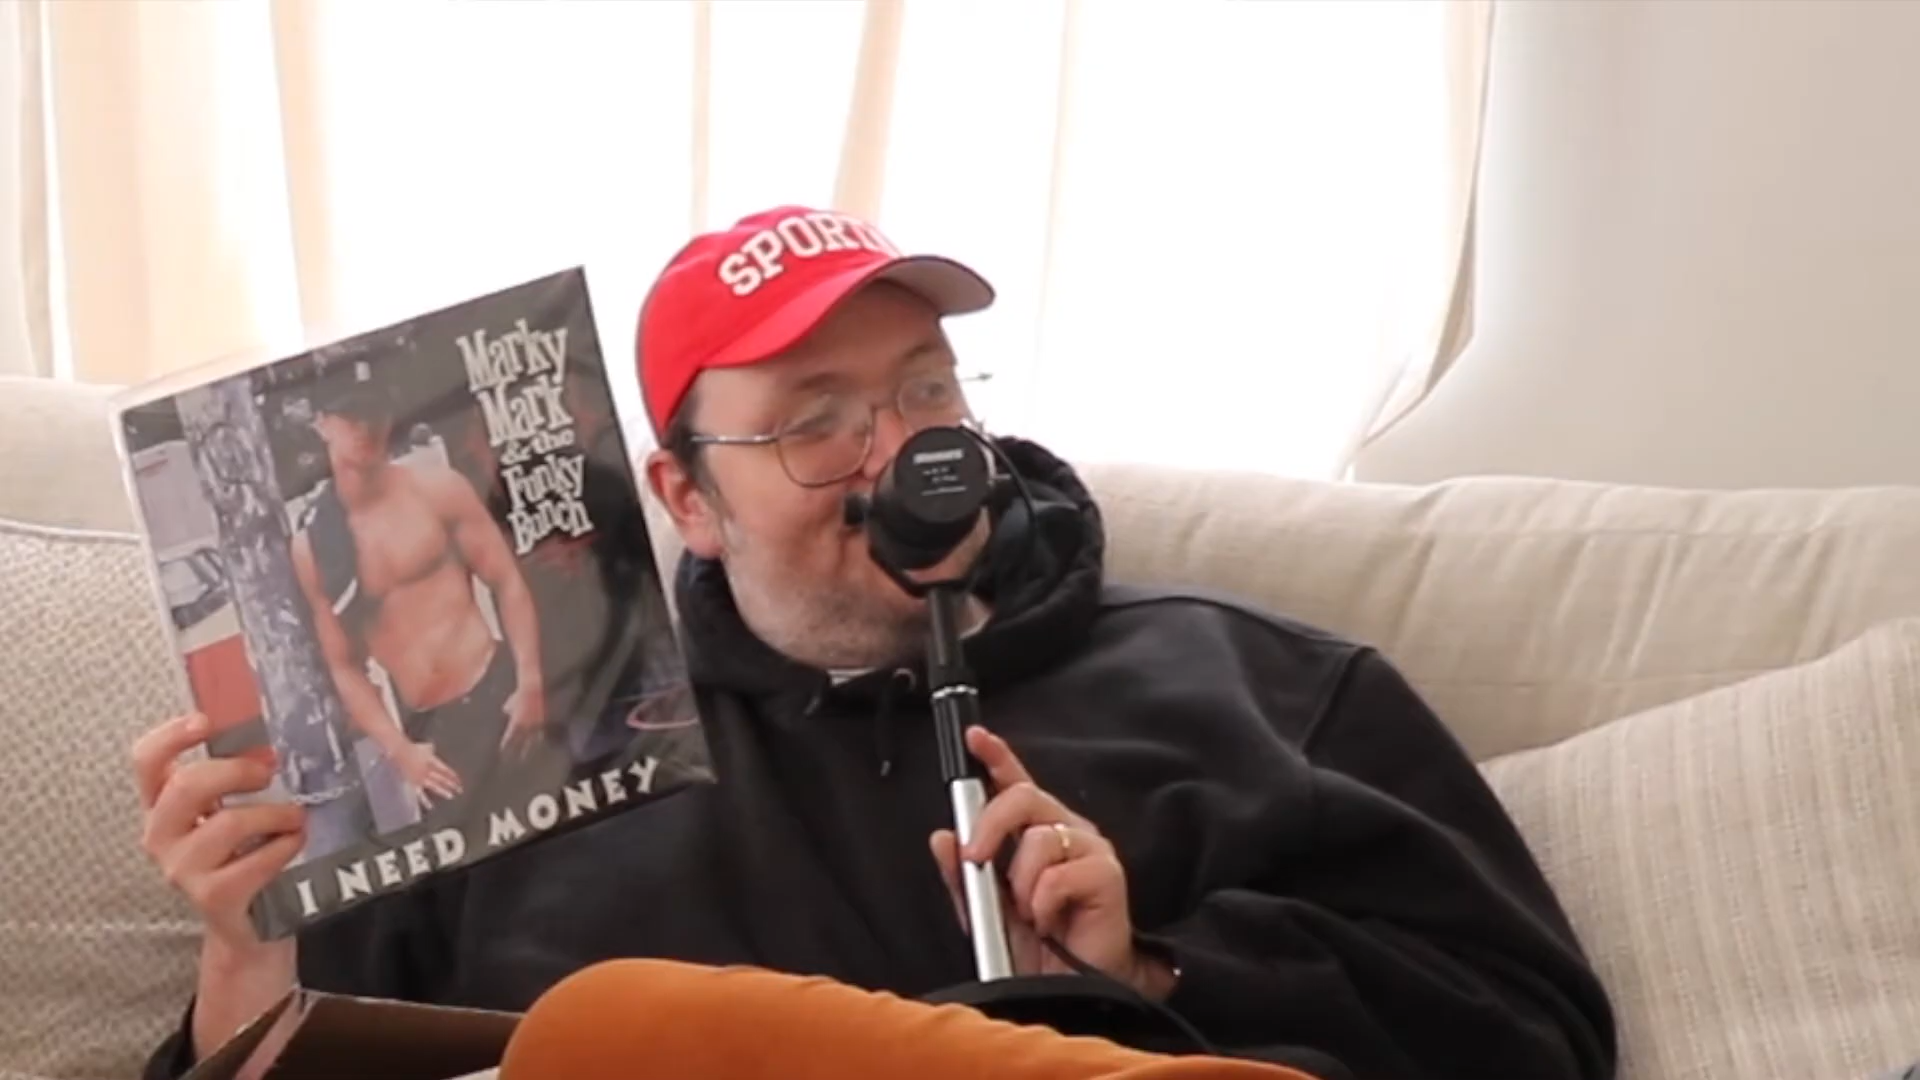 SPORT
Marky
Mark
& the
Funky
Bunch
I NEED MONEY